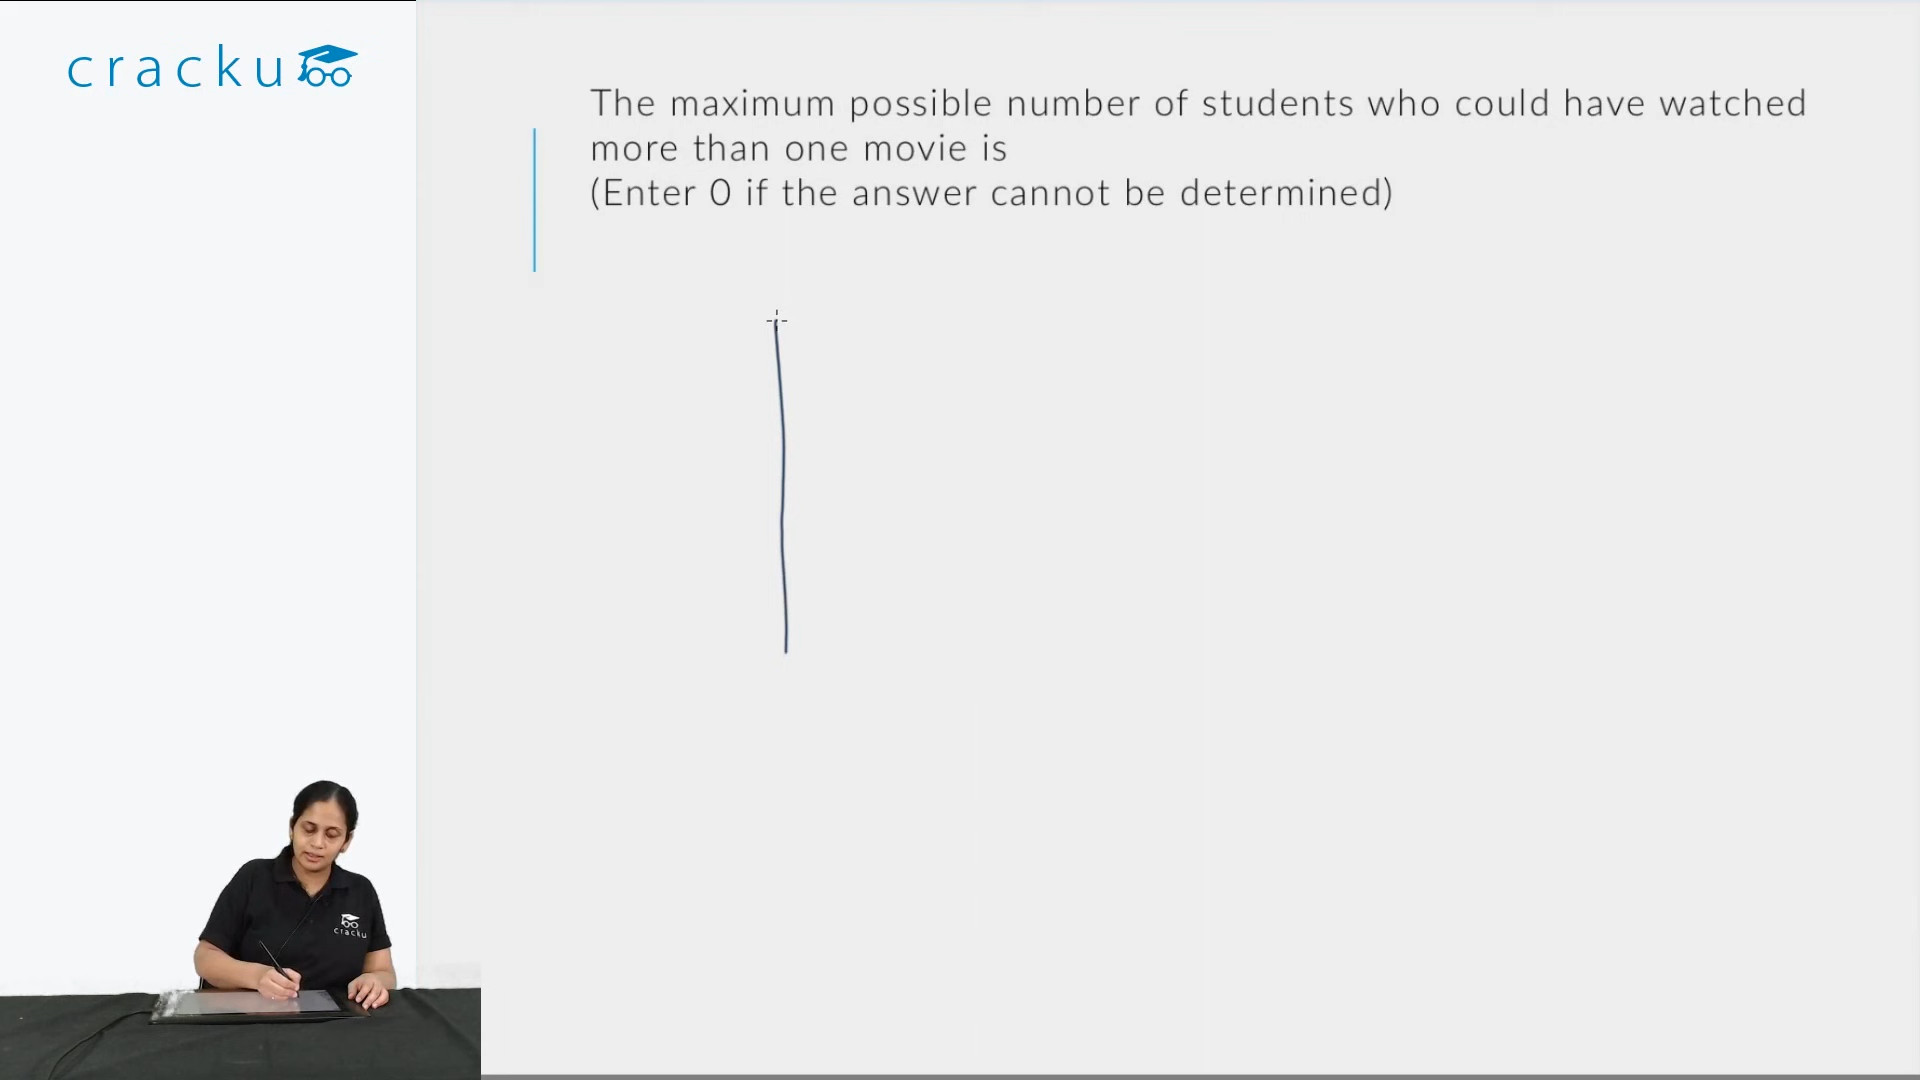 cracku
The maximum possible number of students who could have watched
more than one movie is
(Enter 0 if the answer cannot be determined)
cracku